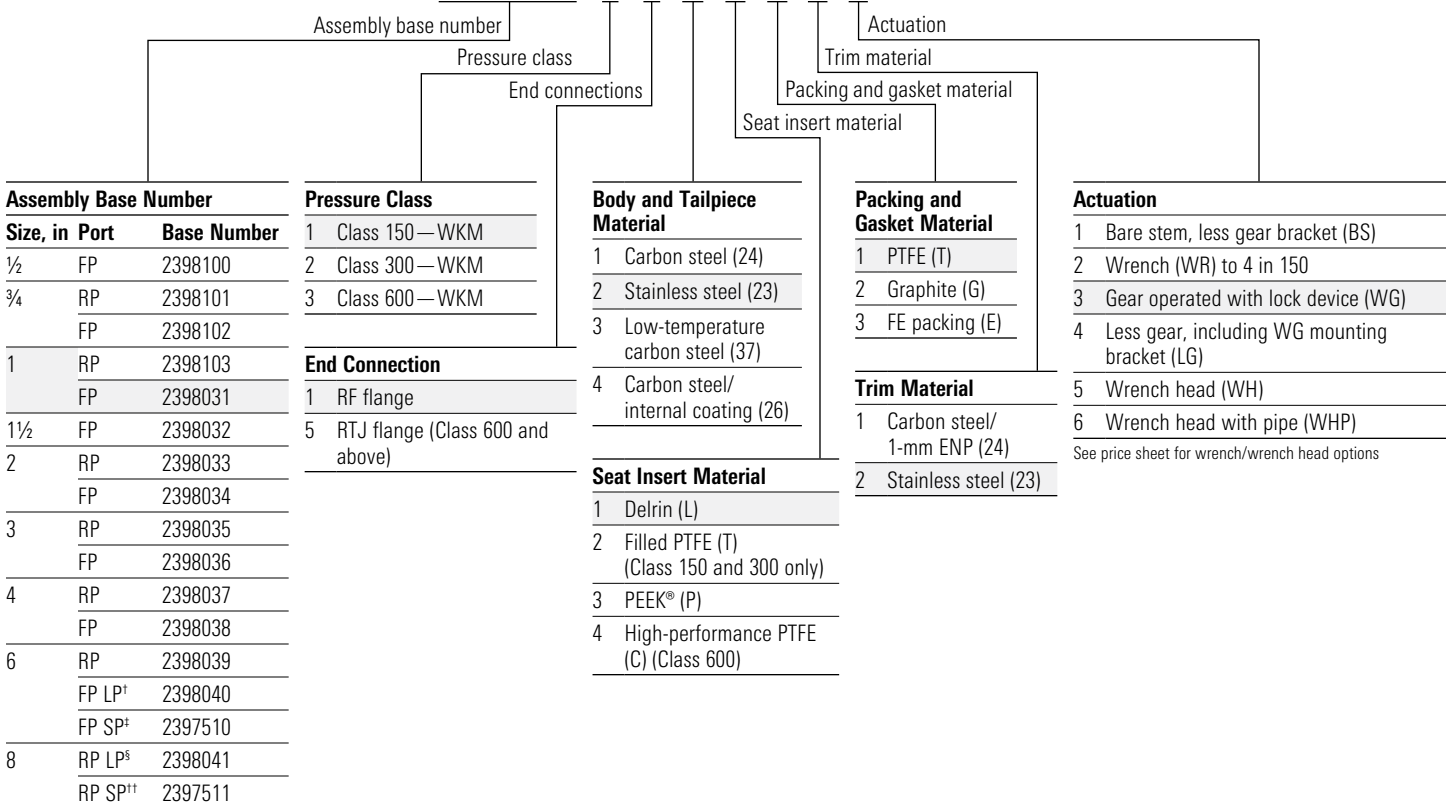 Assembly base number
Actuation
Pressure class
Trim material
End connections
Packing and gasket material
Seat insert material
Assembly Base Number
Size, in Port Base Number
½ FP 2398100
¾ RP 2398101
FP 2398102
1 RP 2398103
FP 2398031
1½ FP 2398032
2 RP 2398033
FP 2398034
3 RP 2398035
FP 2398036
4 RP 2398037
FP 2398038
6 RP 2398039
FP LP† 2398040
FP SP‡ 2397510
8 RP LP§ 2398041
RP SP†† 2397511
Pressure Class
1 Class 150—WKM
2 Class 300—WKM
3 Class 600—WKM
End Connection
1 RF flange
5 RTJ flange (Class 600 and
above)
Body and Tailpiece
Material
1 Carbon steel (24)
2 Stainless steel (23)
3 Low-temperature
carbon steel (37)
4 Carbon steel/
internal coating (26)
Seat Insert Material
1 Delrin (L)
2 Filled PTFE (T)
(Class 150 and 300 only)
3 PEEK® (P)
4 High-performance PTFE
(C) (Class 600)
Packing and
Gasket Material
1 PTFE (T)
2 Graphite (G)
3 FE packing (E)
Trim Material
1 Carbon steel/
1-mm ENP (24)
2 Stainless steel (23)
Actuation
1 Bare stem, less gear bracket (BS)
2 Wrench (WR) to 4 in 150
3 Gear operated with lock device (WG)
4 Less gear, including WG mounting
bracket (LG)
5 Wrench head (WH)
6 Wrench head with pipe (WHP)
See price sheet for wrench/wrench head options